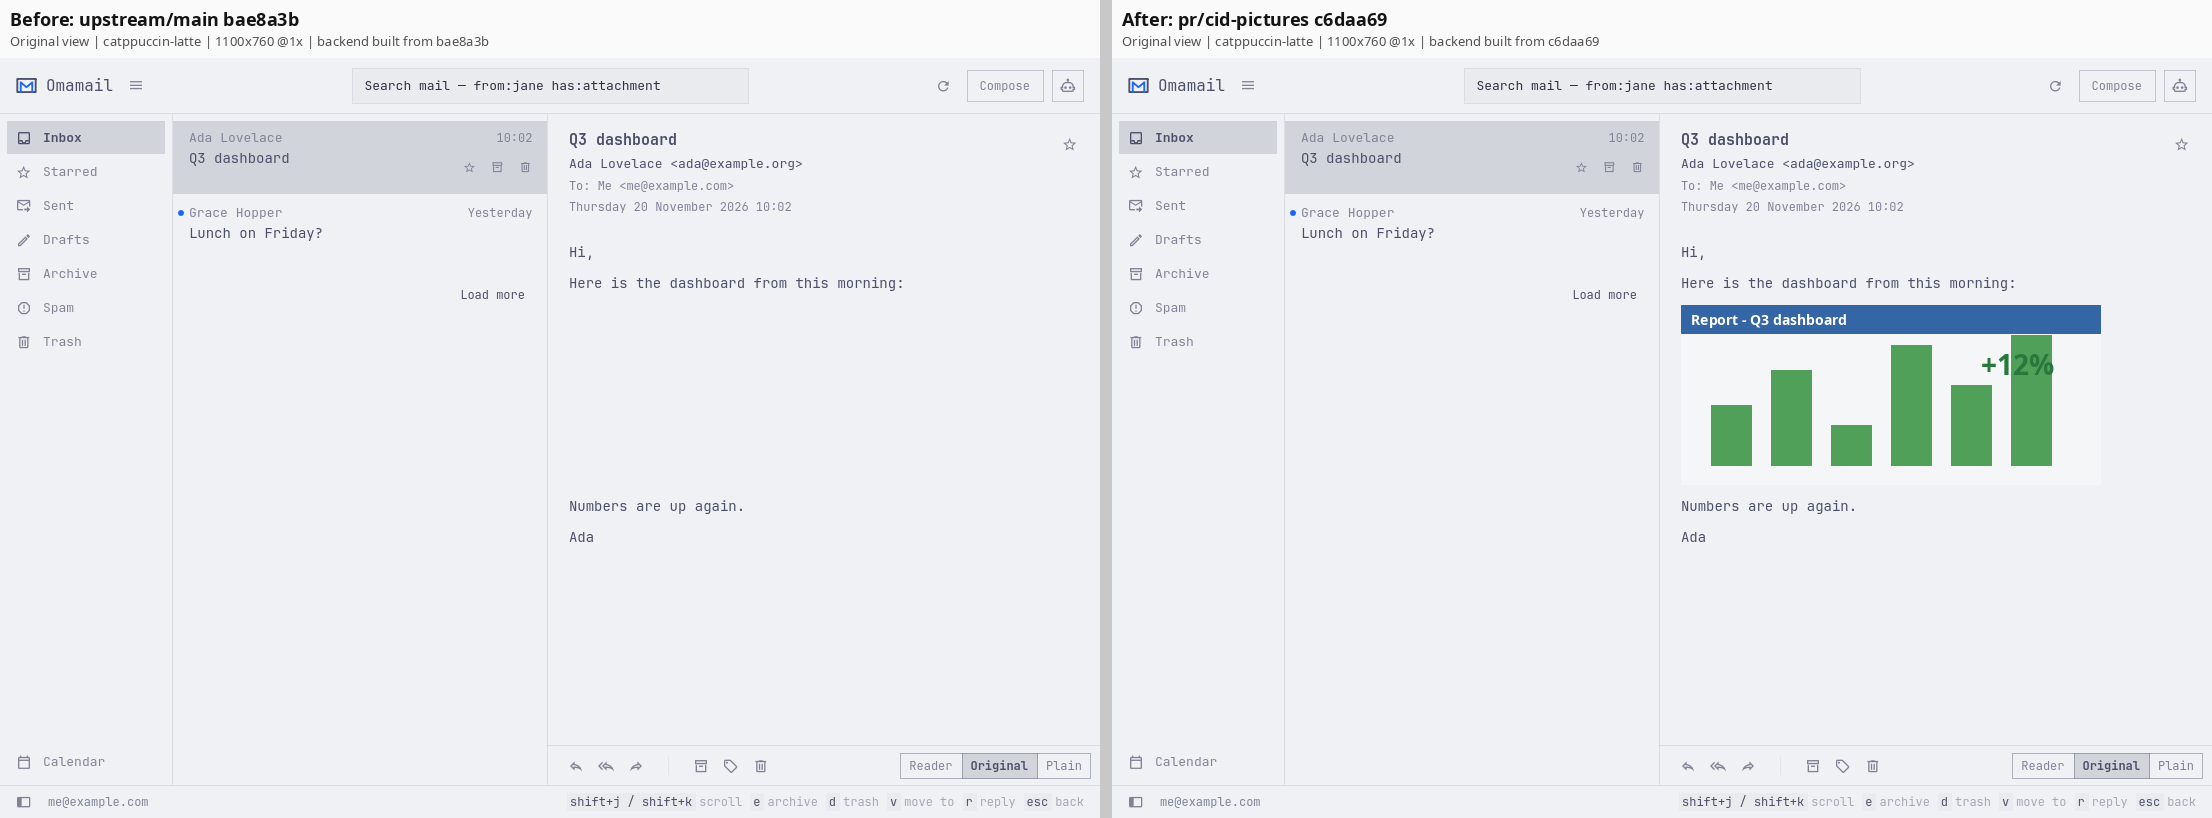 Before: upstream/main bae8a3b
Original view | catppuccin-latte | 1100x760 @1x | backend built from bae8a3b
Omamail
Search mail — from:jane has:attachment
Compose
Inbox
Starred
Sent
Drafts
Archive
Spam
Trash
Calendar
Ada Lovelace 10:02
Q3 dashboard
Grace Hopper Yesterday
Lunch on Friday?
Load more
Q3 dashboard
Ada Lovelace <ada@example.org>
To: Me <me@example.com>
Thursday 20 November 2026 10:02
Hi,
Here is the dashboard from this morning:
Numbers are up again.
Ada
Reader Original Plain
me@example.com
shift+j / shift+k scroll e archive d trash v move to r reply esc back
After: pr/cid-pictures c6daa69
Original view | catppuccin-latte | 1100x760 @1x | backend built from c6daa69
Omamail
Search mail — from:jane has:attachment
Compose
Inbox
Starred
Sent
Drafts
Archive
Spam
Trash
Calendar
Ada Lovelace 10:02
Q3 dashboard
Grace Hopper Yesterday
Lunch on Friday?
Load more
Q3 dashboard
Ada Lovelace <ada@example.org>
To: Me <me@example.com>
Thursday 20 November 2026 10:02
Hi,
Here is the dashboard from this morning:
Report - Q3 dashboard
+12%
Numbers are up again.
Ada
Reader Original Plain
me@example.com
shift+j / shift+k scroll e archive d trash v move to r reply esc back